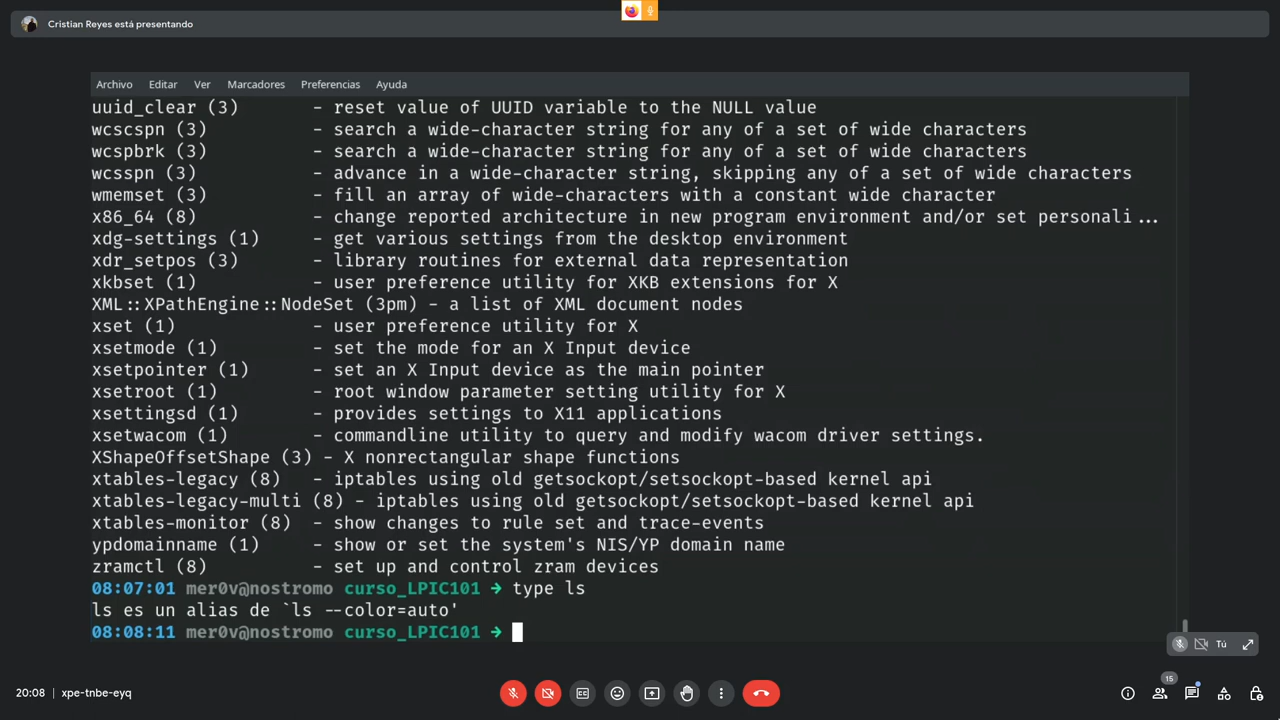 Cristian Reyes está presentando
Archivo Editar Ver Marcadores Preferencias Ayuda
uuid_clear (3) - reset value of UUID variable to the NULL value
wcscspn (3) - search a wide-character string for any of a set of wide characters
wcspbrk (3) - search a wide-character string for any of a set of wide characters
wcsspn (3) - advance in a wide-character string, skipping any of a set of wide characters
wmemset (3) - fill an array of wide-characters with a constant wide character
x86_64 (8) - change reported architecture in new program environment and/or set personali...
xdg-settings (1) - get various settings from the desktop environment
xdr_setpos (3) - library routines for external data representation
xkbset (1) - user preference utility for XKB extensions for X
XML::XPathEngine::NodeSet (3pm) - a list of XML document nodes
xset (1) - user preference utility for X
xsetmode (1) - set the mode for an X Input device
xsetpointer (1) - set an X Input device as the main pointer
xsetroot (1) - root window parameter setting utility for X
xsettingsd (1) - provides settings to X11 applications
xsetwacom (1) - commandline utility to query and modify wacom driver settings.
XShapeOffsetShape (3) - X nonrectangular shape functions
xtables-legacy (8) - iptables using old getsockopt/setsockopt-based kernel api
xtables-legacy-multi (8) - iptables using old getsockopt/setsockopt-based kernel api
xtables-monitor (8) - show changes to rule set and trace-events
ypdomainname (1) - show or set the system's NIS/YP domain name
zramctl (8) - set up and control zram devices
08:07:01 mer0v@nostromo curso_LPIC101 → type ls
ls es un alias de `ls --color=auto'
08:08:11 mer0v@nostromo curso_LPIC101 →
Tú
20:08 | xpe-tnbe-eyq
15